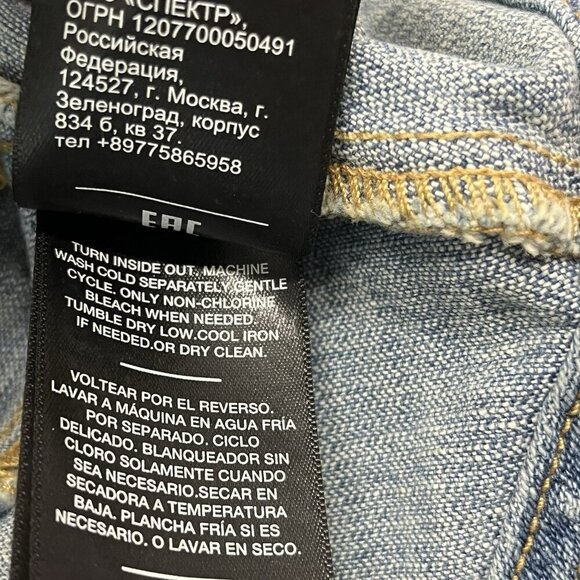 «СПЕКТР»,
ОГРН 1207700050491
Российская
Федерация,
124527, г. Москва, г.
Зеленоград, корпус
834 б, кв 37.
тел +89775865958
EAC
TURN INSIDE OUT. MACHINE
WASH COLD SEPARATELY.GENTLE
CYCLE. ONLY NON-CHLORINE
BLEACH WHEN NEEDED.
TUMBLE DRY LOW.COOL IRON
IF NEEDED.OR DRY CLEAN.
VOLTEAR POR EL REVERSO.
LAVAR A MÁQUINA EN AGUA FRÍA
POR SEPARADO. CICLO
DELICADO. BLANQUEADOR SIN
CLORO SOLAMENTE CUANDO
SEA NECESARIO.SECAR EN
SECADORA A TEMPERATURA
BAJA. PLANCHA FRÍA SI ES
NECESARIO. O LAVAR EN SECO.